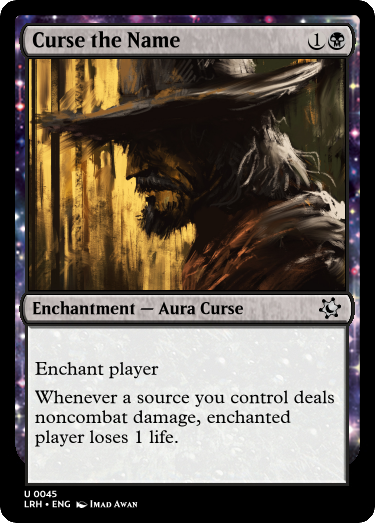 Curse the Name 1
Enchantment — Aura Curse
Enchant player
Whenever a source you control deals
noncombat damage, enchanted
player loses 1 life.
U 0045
LRH • ENG Imad Awan